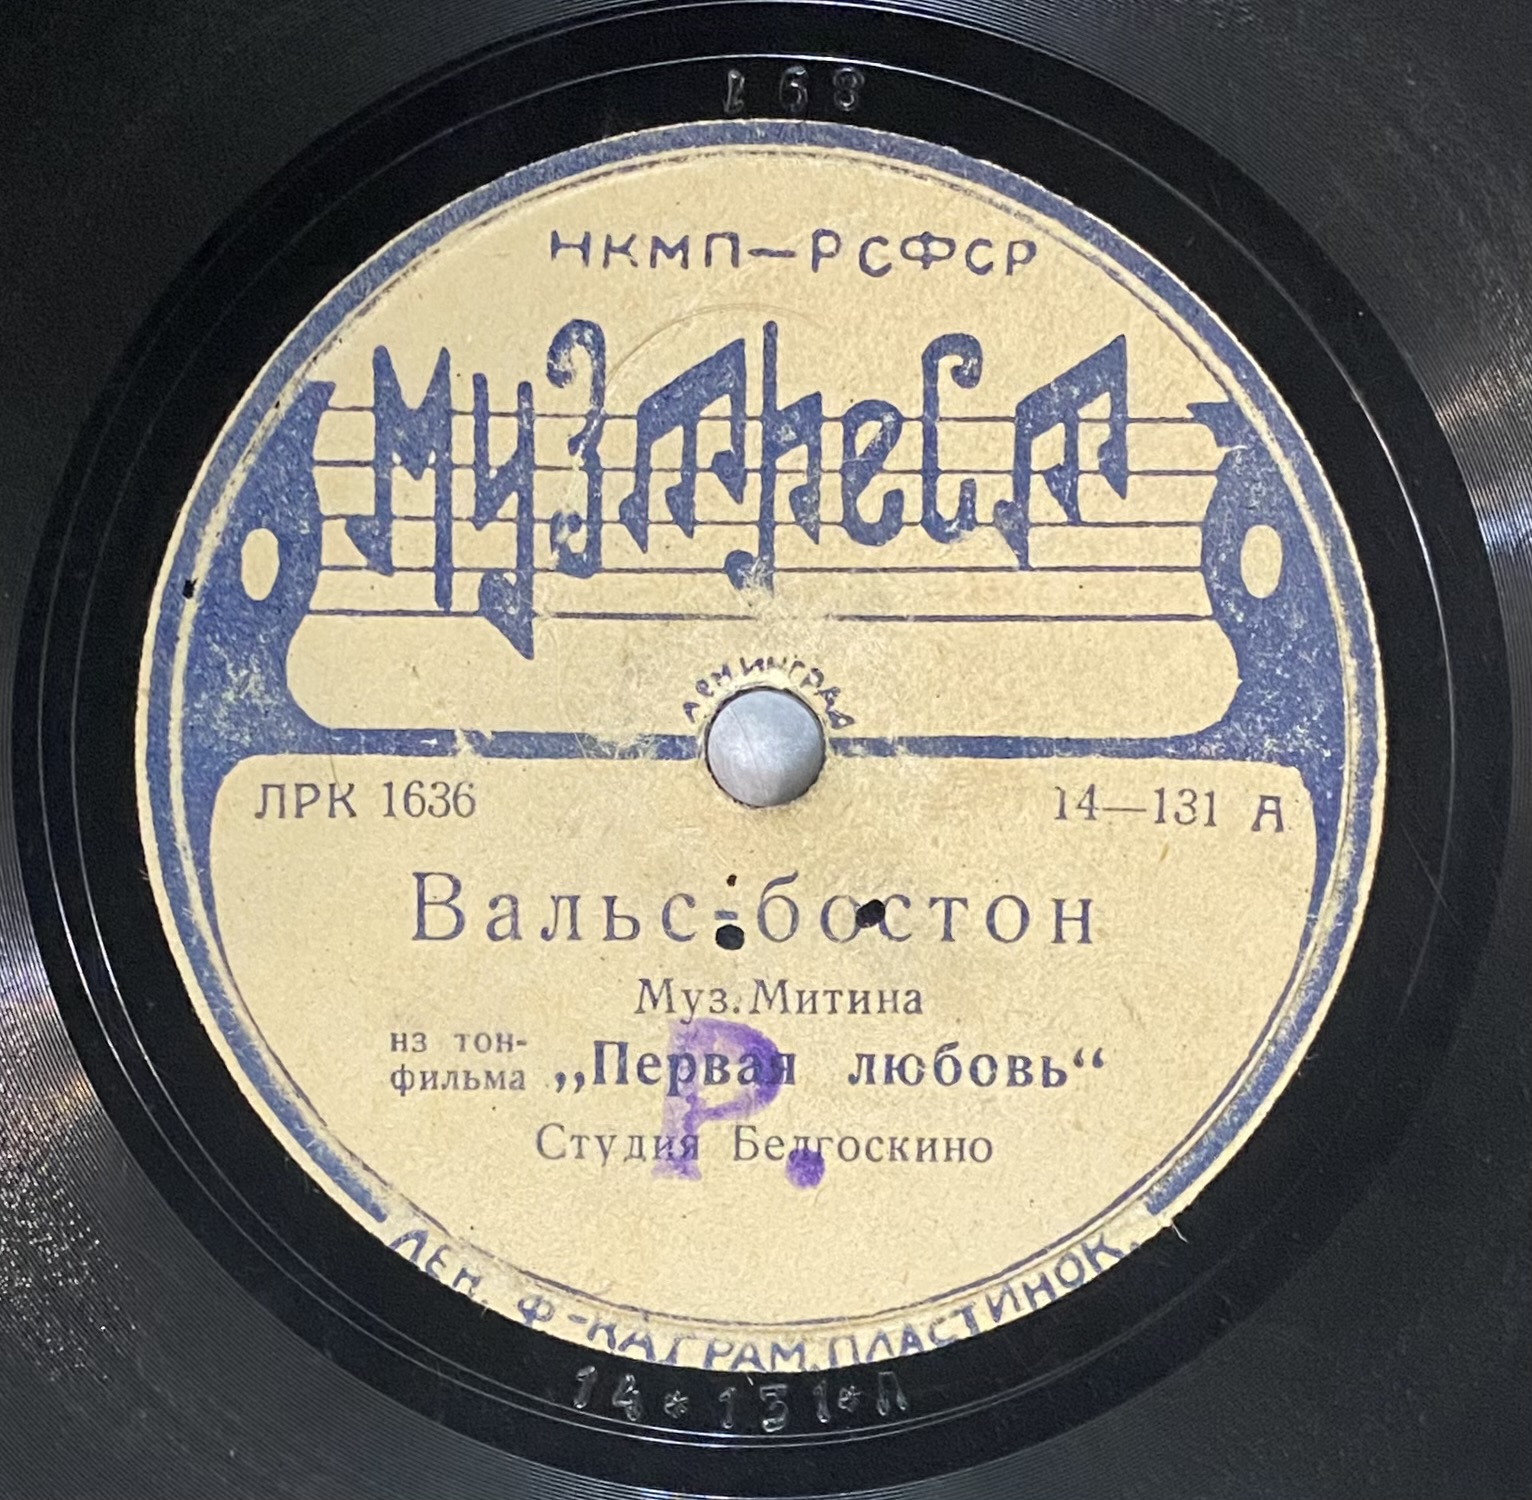 168
НКМП—РСФСР
Музпрест
ЛЕНИНГРАД
ЛРК 1636
14—131 А
Вальс-бостон
Муз. Митина
из тон-
фильма „Первая любовь“
Студия Белгоскино
Р.
ЛЕН. Ф-КА ГРАМ. ПЛАСТИНОК.
14*131*Л